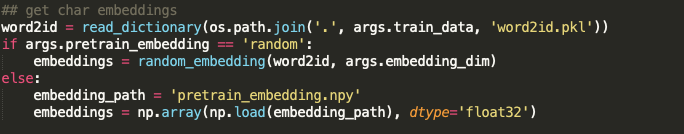 ## get char embeddings
word2id = read_dictionary(os.path.join('.', args.train_data, 'word2id.pkl'))
if args.pretrain_embedding == 'random':
    embeddings = random_embedding(word2id, args.embedding_dim)
else:
    embedding_path = 'pretrain_embedding.npy'
    embeddings = np.array(np.load(embedding_path), dtype='float32')